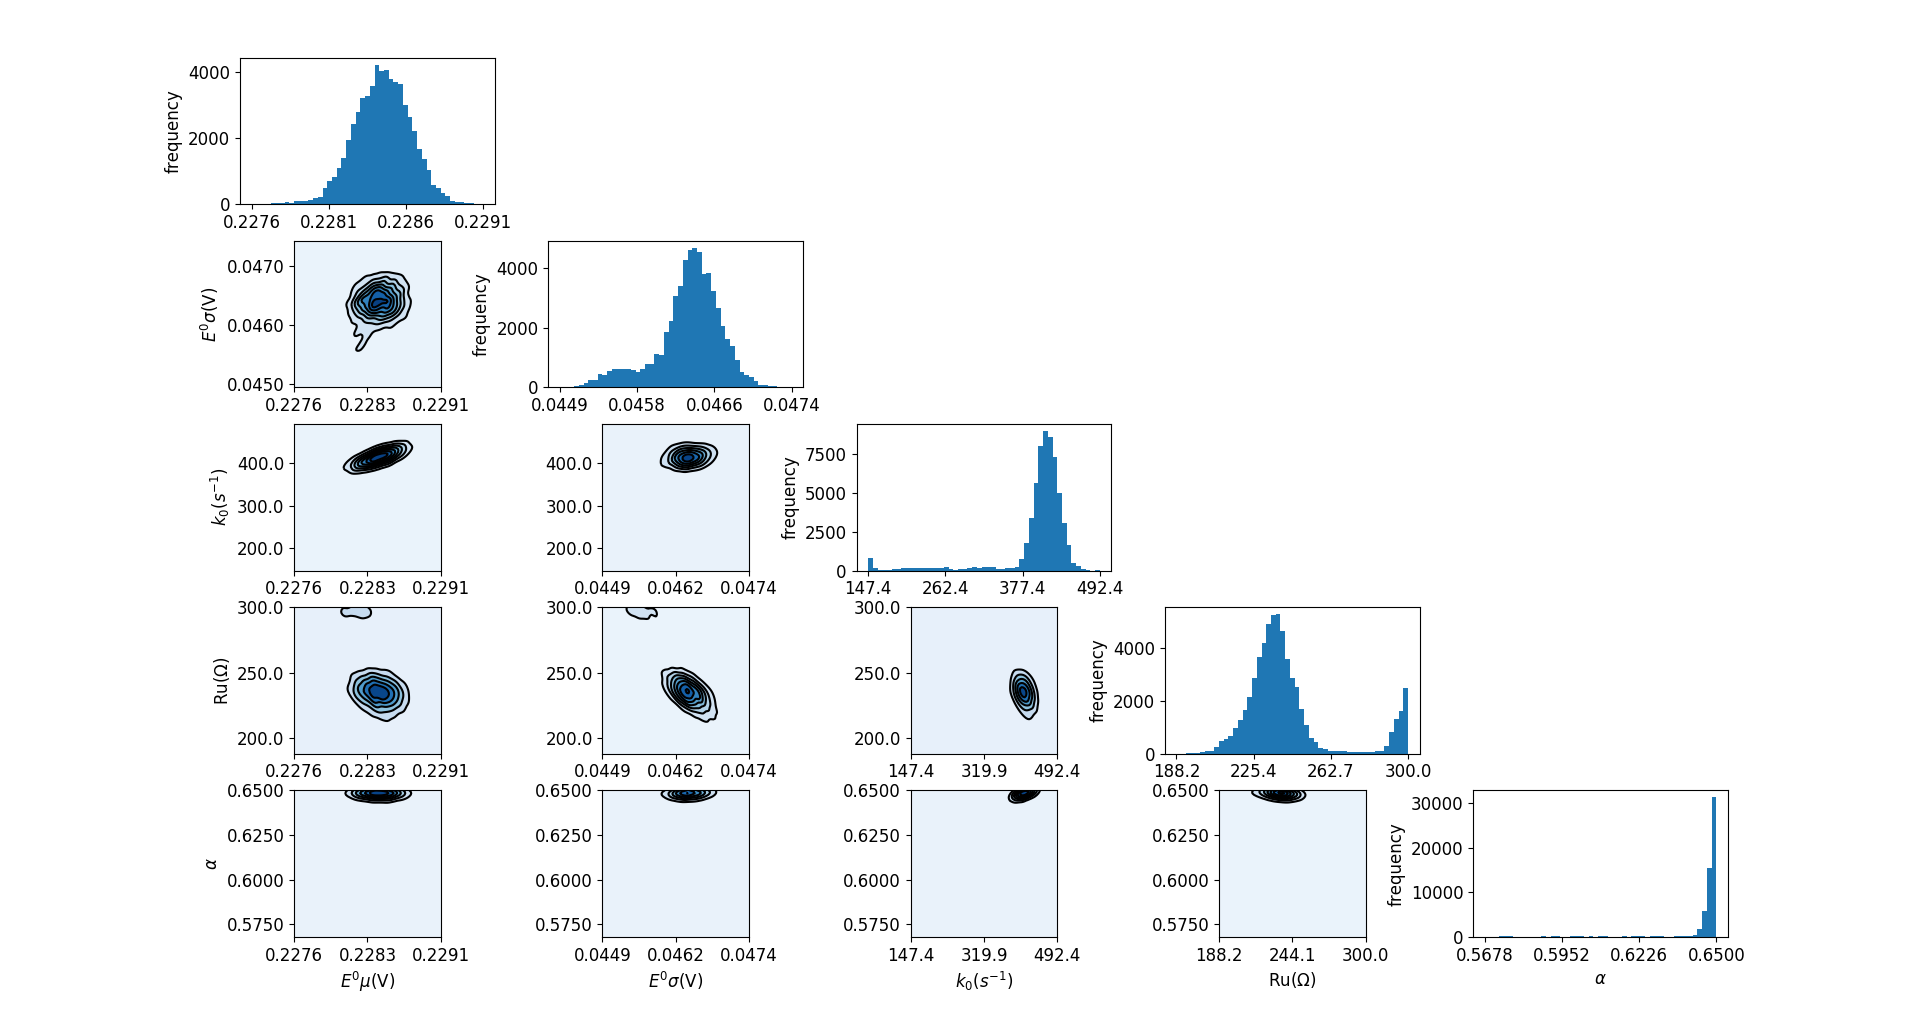 frequency
4000
2000
0
0.2276 0.2281 0.2286 0.2291
E⁰σ(V)
0.0470
0.0460
0.0450
0.2276 0.2283 0.2291
frequency
4000
2000
0
0.0449 0.0458 0.0466 0.0474
k₀(s⁻¹)
400.0
300.0
200.0
0.2276 0.2283 0.2291
400.0
300.0
200.0
0.0449 0.0462 0.0474
frequency
7500
5000
2500
0
147.4 262.4 377.4 492.4
Ru(Ω)
300.0
250.0
200.0
0.2276 0.2283 0.2291
300.0
250.0
200.0
0.0449 0.0462 0.0474
300.0
250.0
200.0
147.4 319.9 492.4
frequency
4000
2000
0
188.2 225.4 262.7 300.0
α
0.6500
0.6250
0.6000
0.5750
0.2276 0.2283 0.2291
E⁰μ(V)
0.6500
0.6250
0.6000
0.5750
0.0449 0.0462 0.0474
E⁰σ(V)
0.6500
0.6250
0.6000
0.5750
147.4 319.9 492.4
k₀(s⁻¹)
0.6500
0.6250
0.6000
0.5750
188.2 244.1 300.0
Ru(Ω)
frequency
30000
20000
10000
0
0.5678 0.5952 0.6226 0.6500
α